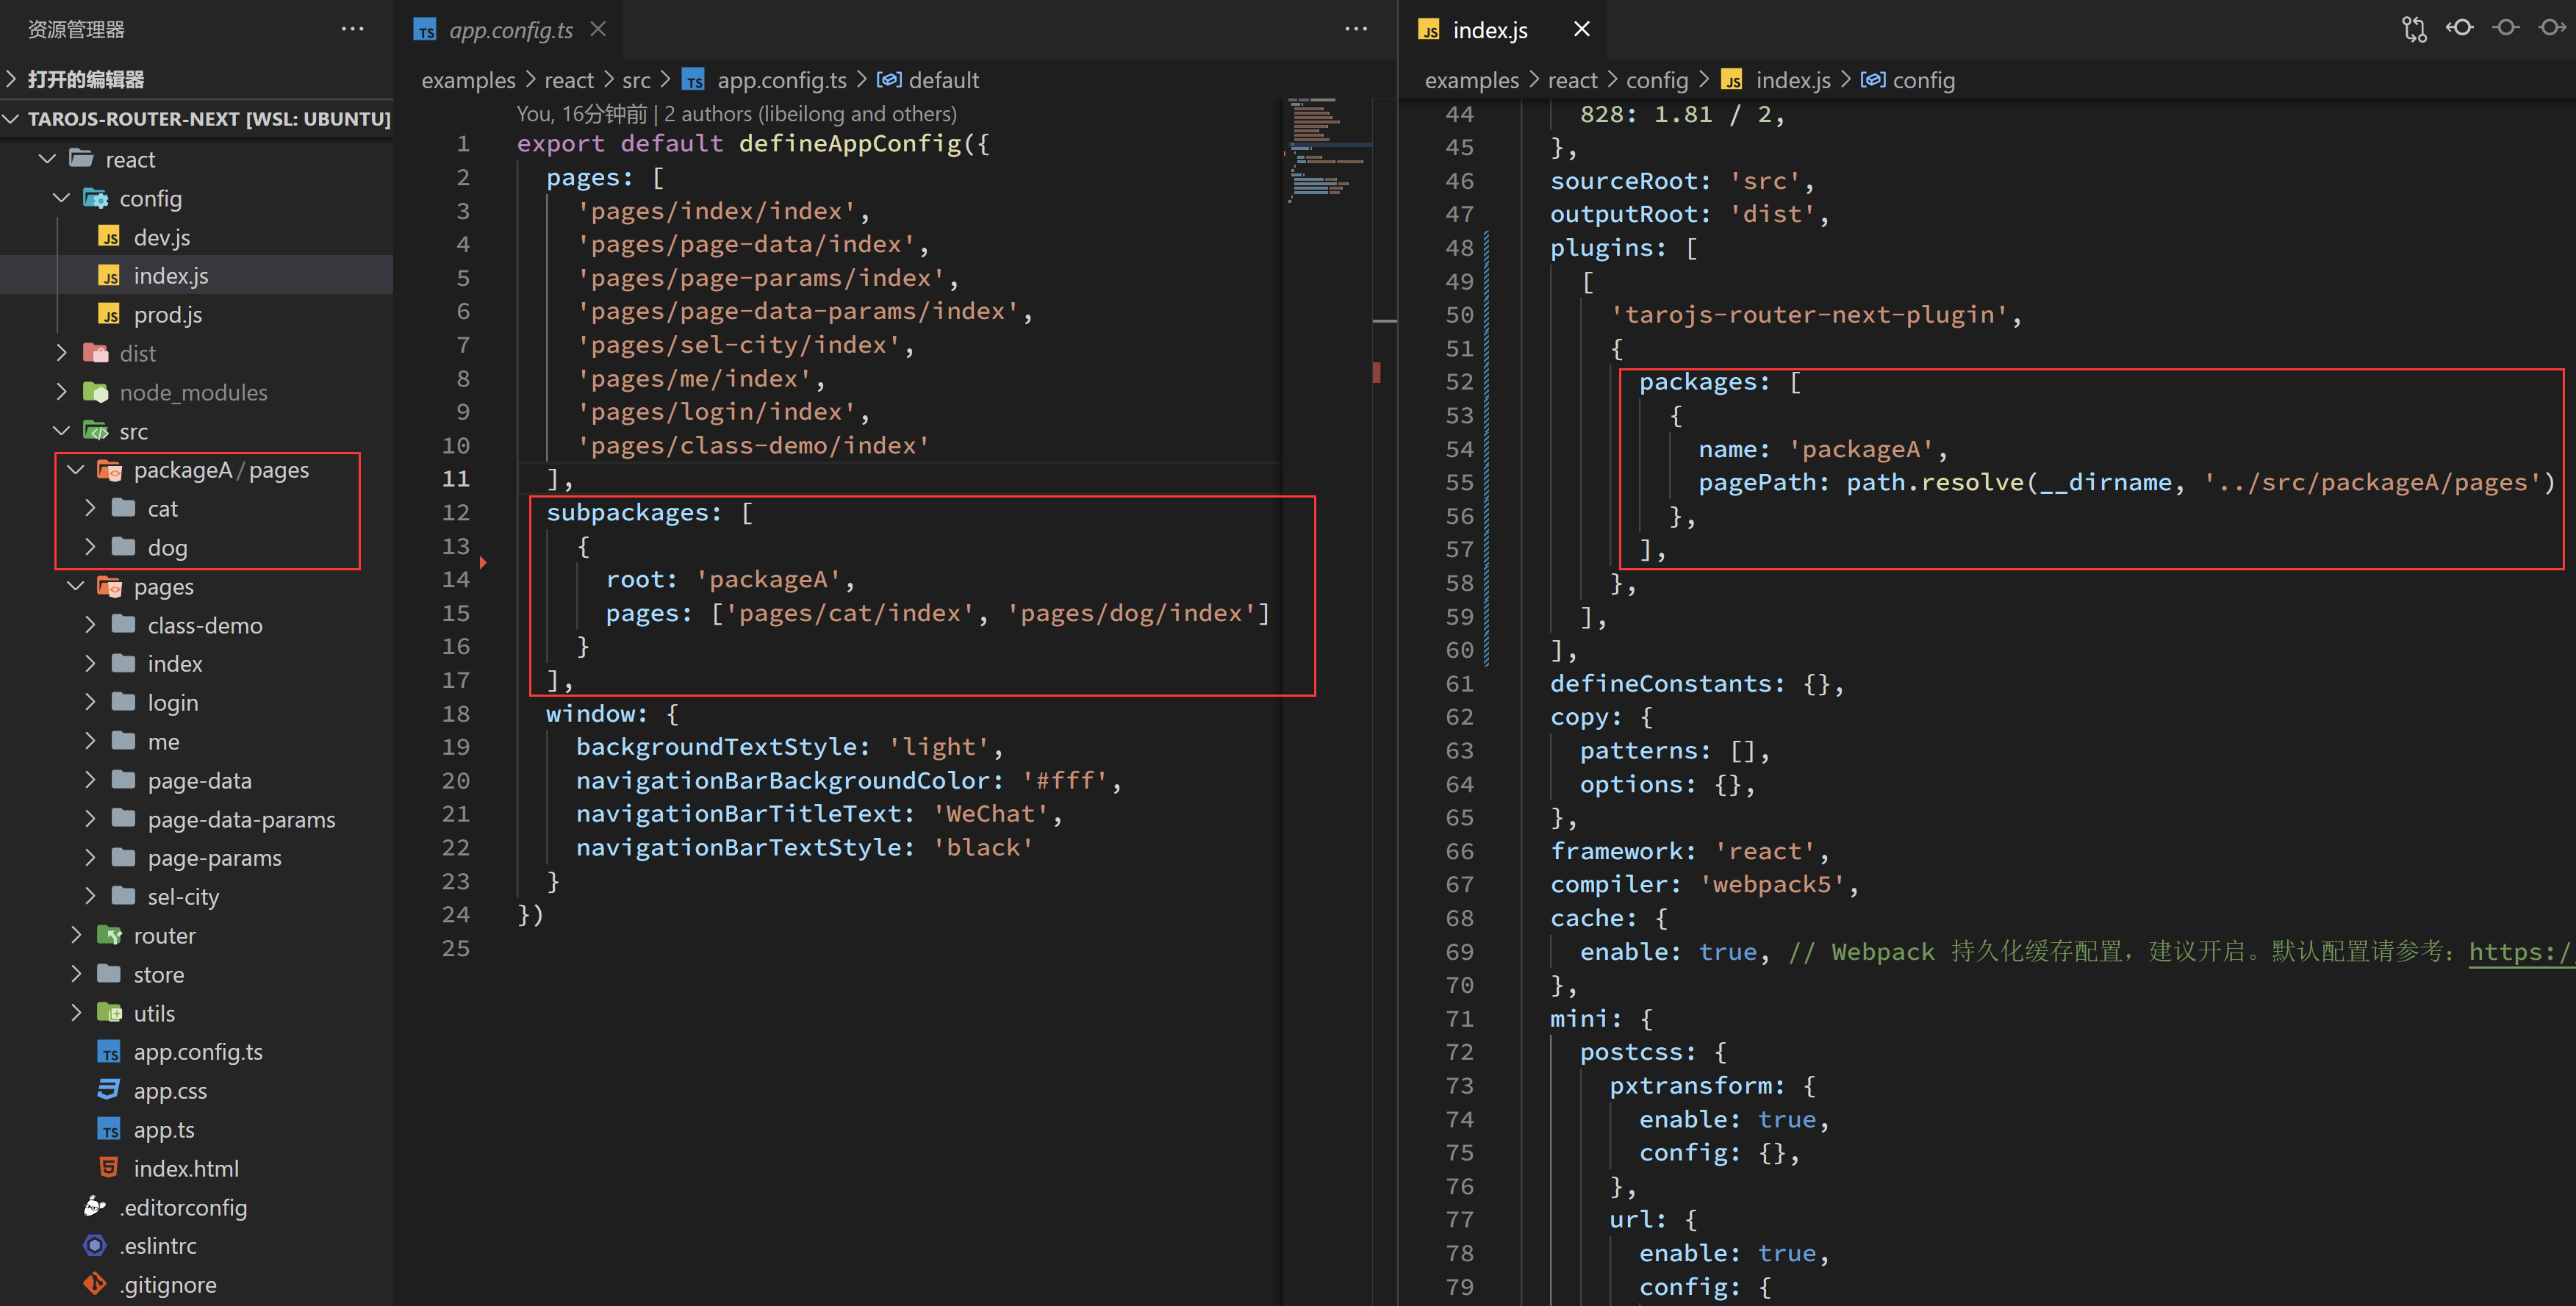 资源管理器
打开的编辑器
TAROJS-ROUTER-NEXT [WSL: UBUNTU]
react
config
dev.js
index.js
prod.js
dist
node_modules
src
packageA / pages
cat
dog
pages
class-demo
index
login
me
page-data
page-data-params
page-params
sel-city
router
store
utils
app.config.ts
app.css
app.ts
index.html
.editorconfig
.eslintrc
.gitignore
app.config.ts
examples > react > src > app.config.ts > default
You, 16分钟前 | 2 authors (libeilong and others)
1 export default defineAppConfig({
2 pages: [
3 'pages/index/index',
4 'pages/page-data/index',
5 'pages/page-params/index',
6 'pages/page-data-params/index',
7 'pages/sel-city/index',
8 'pages/me/index',
9 'pages/login/index',
10 'pages/class-demo/index'
11 ],
12 subpackages: [
13 {
14 root: 'packageA',
15 pages: ['pages/cat/index', 'pages/dog/index']
16 }
17 ],
18 window: {
19 backgroundTextStyle: 'light',
20 navigationBarBackgroundColor: '#fff',
21 navigationBarTitleText: 'WeChat',
22 navigationBarTextStyle: 'black'
23 }
24 })
25
index.js
examples > react > config > index.js > config
44 828: 1.81 / 2,
45 },
46 sourceRoot: 'src',
47 outputRoot: 'dist',
48 plugins: [
49 [
50 'tarojs-router-next-plugin',
51 {
52 packages: [
53 {
54 name: 'packageA',
55 pagePath: path.resolve(__dirname, '../src/packageA/pages')
56 },
57 ],
58 },
59 ],
60 ],
61 defineConstants: {},
62 copy: {
63 patterns: [],
64 options: {},
65 },
66 framework: 'react',
67 compiler: 'webpack5',
68 cache: {
69 enable: true, // Webpack 持久化缓存配置，建议开启。默认配置请参考：https:/
70 },
71 mini: {
72 postcss: {
73 pxtransform: {
74 enable: true,
75 config: {},
76 },
77 url: {
78 enable: true,
79 config: {